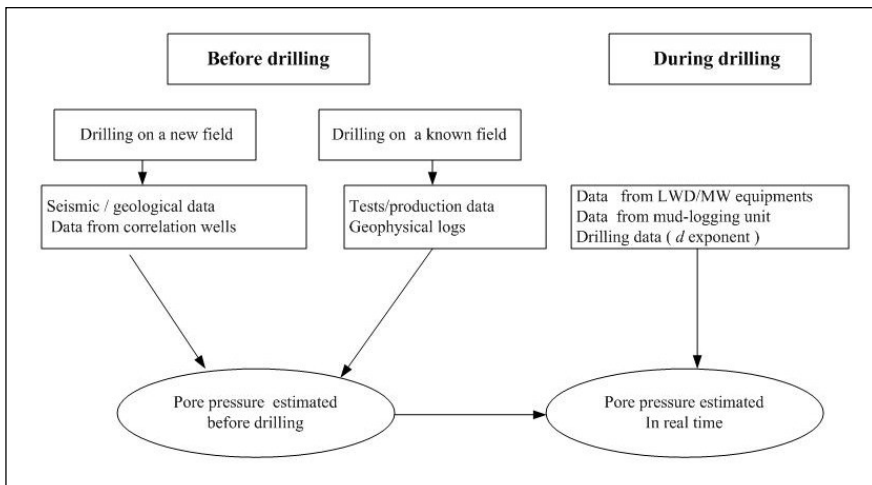 Before drilling
During drilling
Drilling on a new field
Drilling on a known field
Seismic / geological data
Data from correlation wells
Tests/production data
Geophysical logs
Data from LWD/MW equipments
Data from mud-logging unit
Drilling data ( d exponent )
Pore pressure estimated
before drilling
Pore pressure estimated
In real time